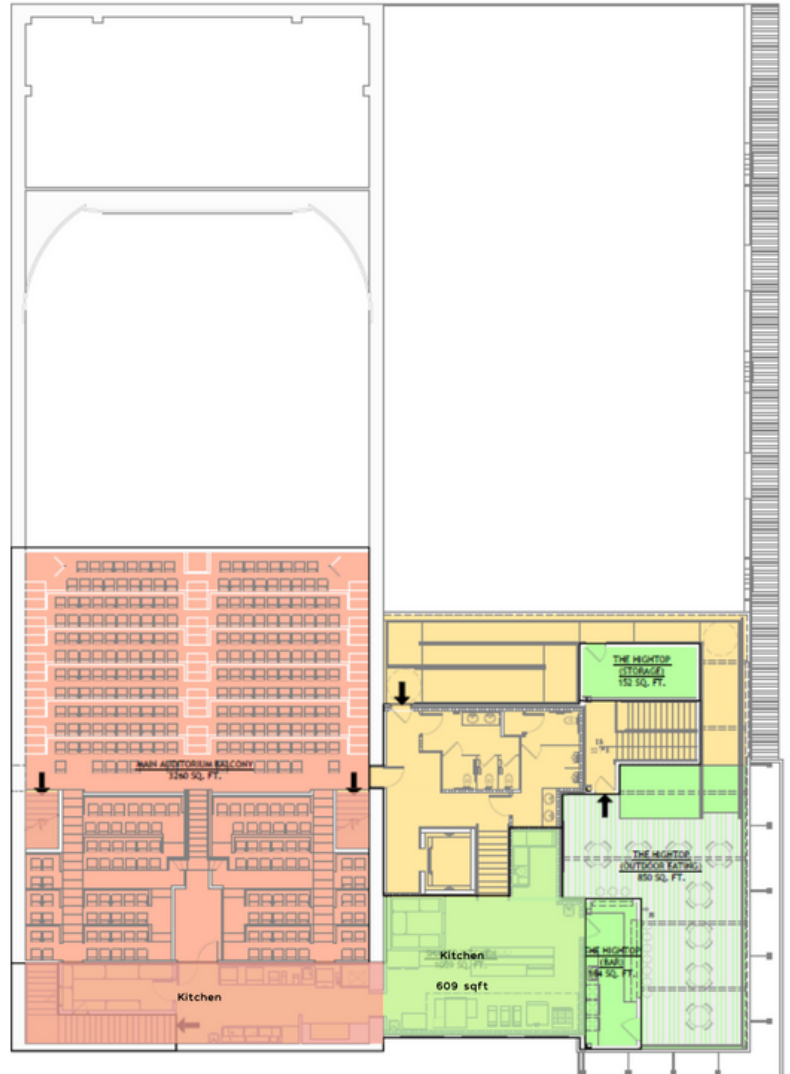 THE HIGHTOP
(STORAGE)
152 SQ. FT.
MAIN AUDITORIUM BALCONY
3260 SQ. FT.
THE HIGHTOP
(OUTDOOR EATING)
850 SQ. FT.
Kitchen
609 sqft
THE HIGHTOP
(BAR)
SQ. FT.
Kitchen